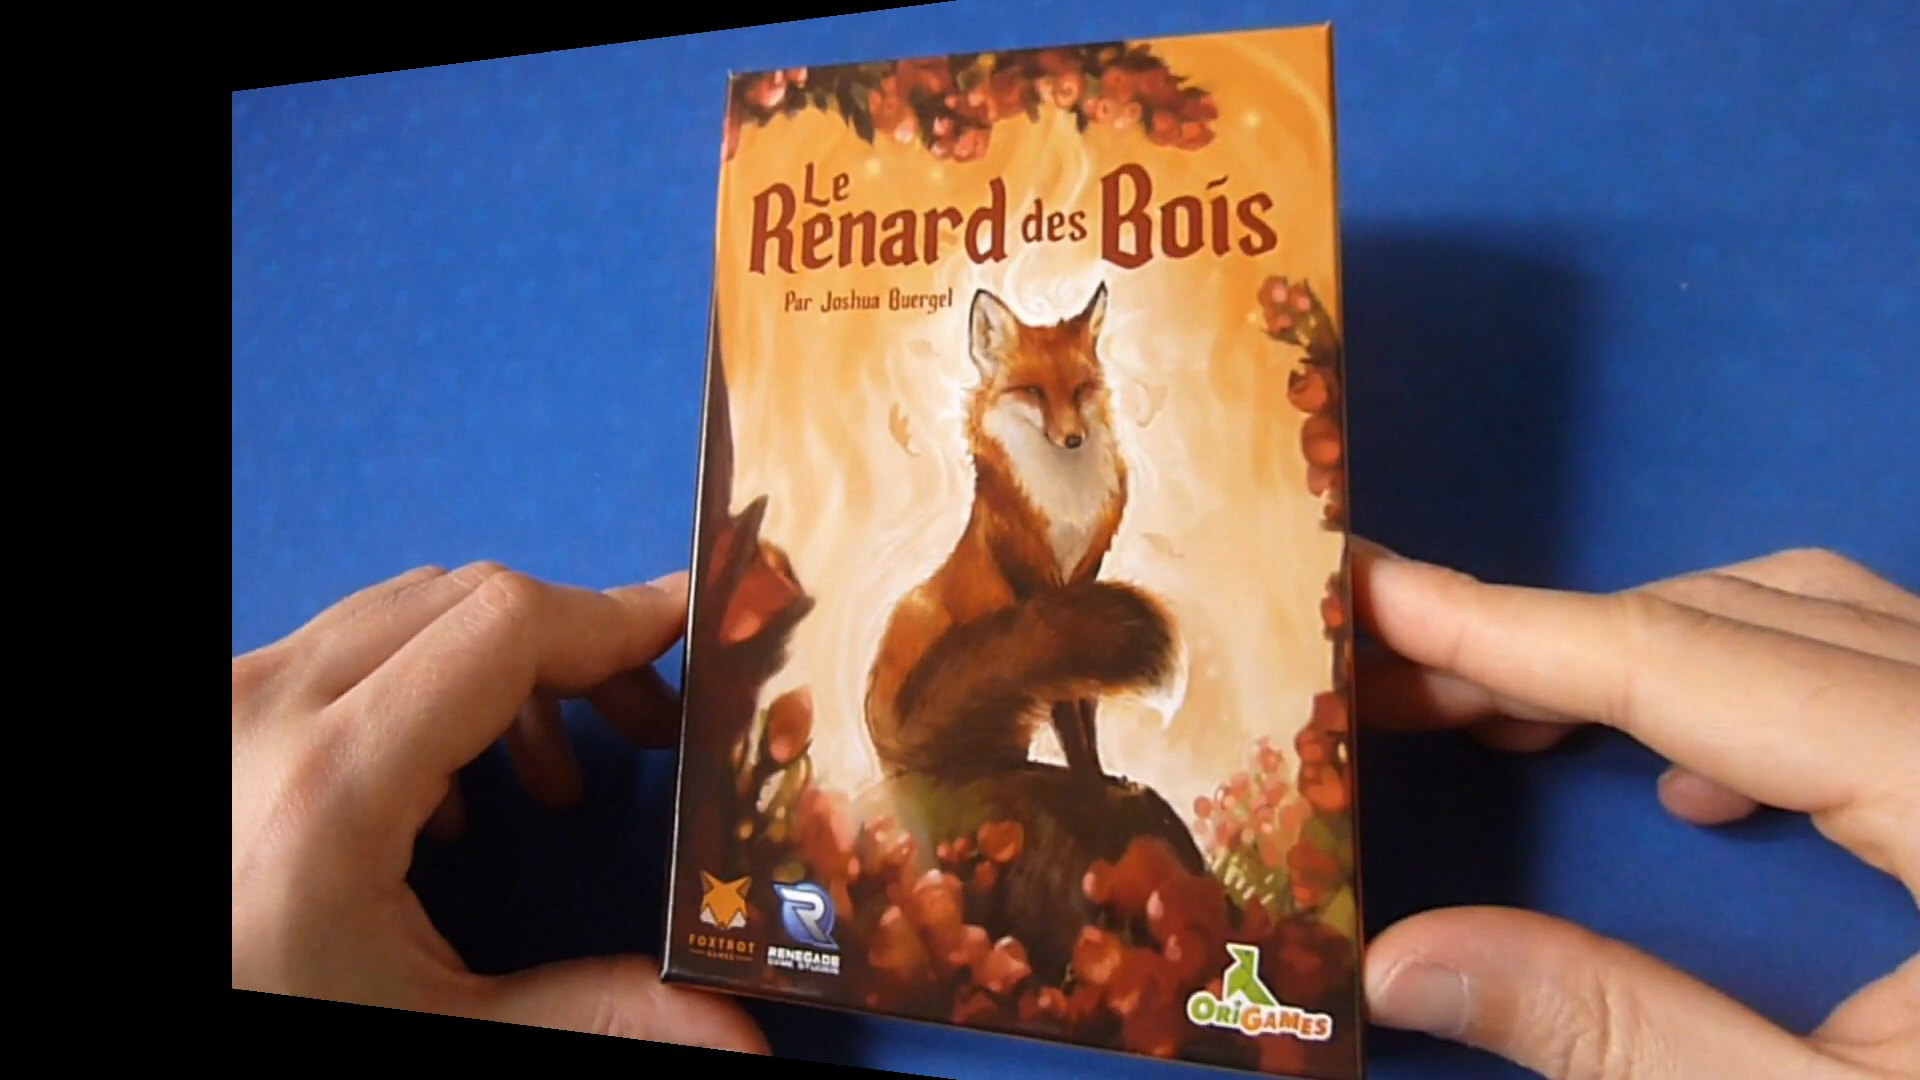 Le
Renard des Bois
Par Joshua Buergel
FOXTROT
GAMES
RENEGADE
GAME STUDIOS
ORIGAMES